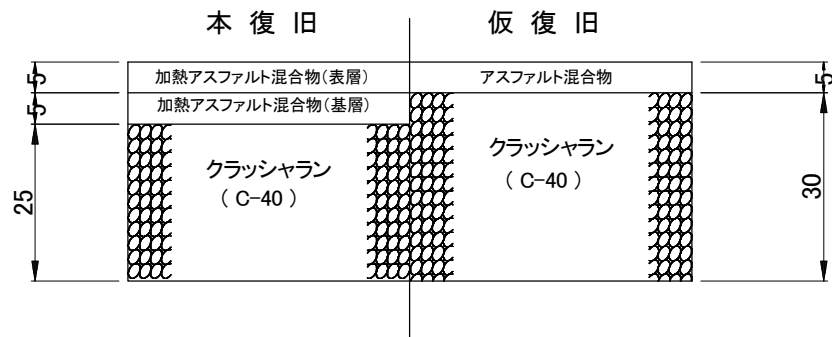 本復旧
仮復旧
5
加熱アスファルト混合物(表層)
アスファルト混合物
5
5
加熱アスファルト混合物(基層)
25
クラッシャラン
( C-40 )
クラッシャラン
( C-40 )
30